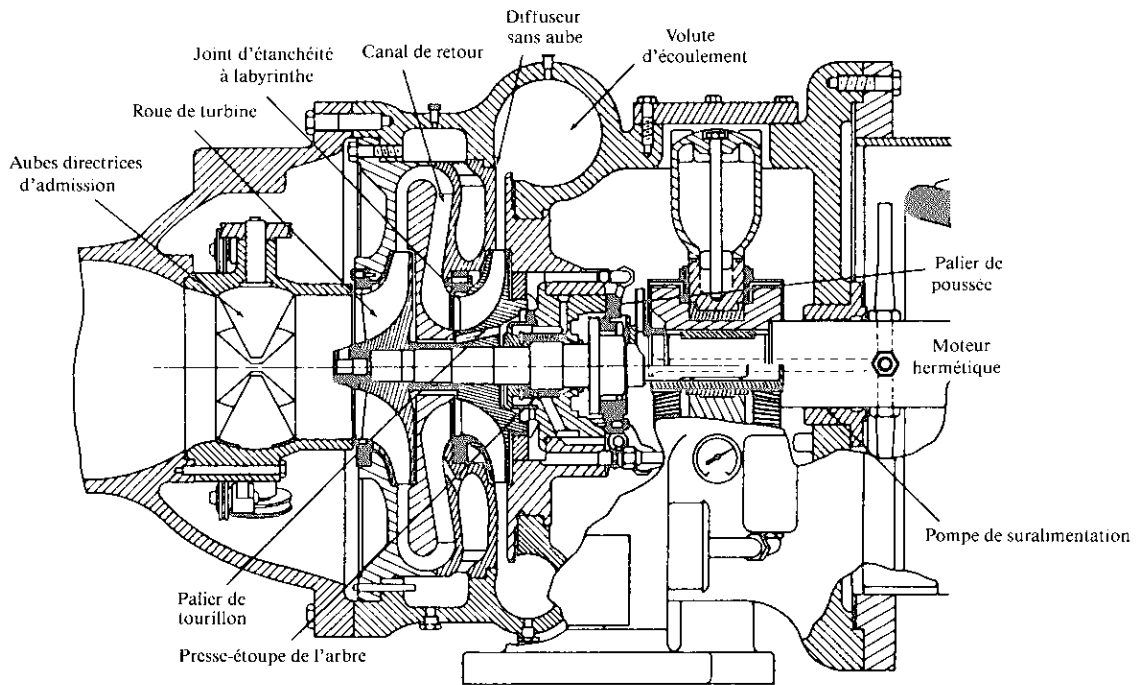 Diffuseur
sans aube
Volute
d'écoulement
Joint d'étanchéité
à labyrinthe
Canal de retour
Roue de turbine
Aubes directrices
d'admission
Palier de
poussée
Moteur
hermétique
Pompe de suralimentation
Palier de
tourillon
Presse-étoupe de l'arbre